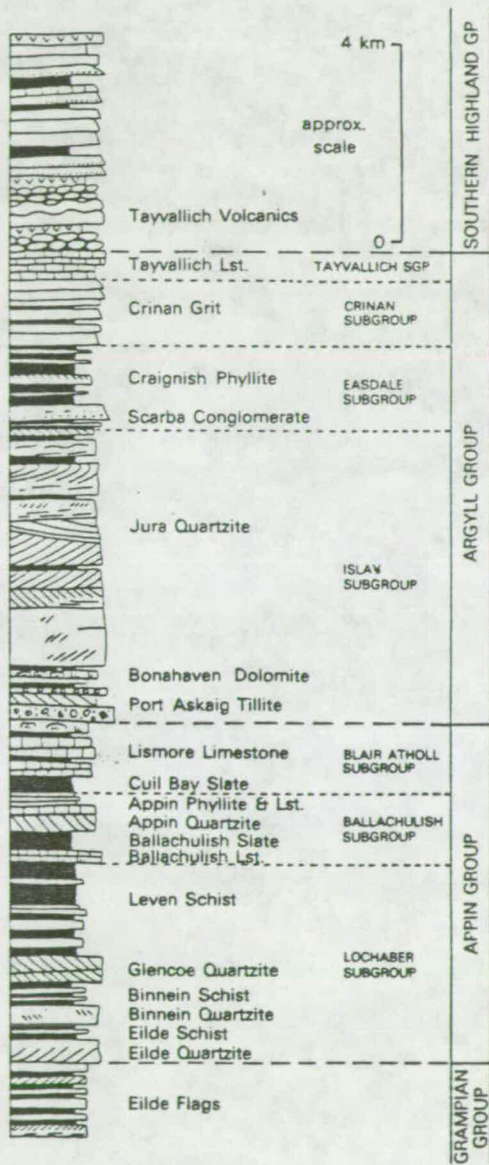 4 km
approx.
scale
0
SOUTHERN HIGHLAND GP
Tayvallich Volcanics
Tayvallich Lst.
TAYVALLICH SGP
Crinan Grit
CRINAN
SUBGROUP
Craignish Phyllite
EASDALE
SUBGROUP
Scarba Conglomerate
Jura Quartzite
ISLAY
SUBGROUP
ARGYLL GROUP
Bonahaven Dolomite
Port Askaig Tillite
Lismore Limestone
BLAIR ATHOLL
SUBGROUP
Cuil Bay Slate
Appin Phyllite & Lst.
Appin Quartzite
BALLACHULISH
SUBGROUP
Ballachulish Slate
Ballachulish Lst.
Leven Schist
APPIN GROUP
LOCHABER
SUBGROUP
Glencoe Quartzite
Binnein Schist
Binnein Quartzite
Eilde Schist
Eilde Quartzite
Eilde Flags
GRAMPIAN
GROUP